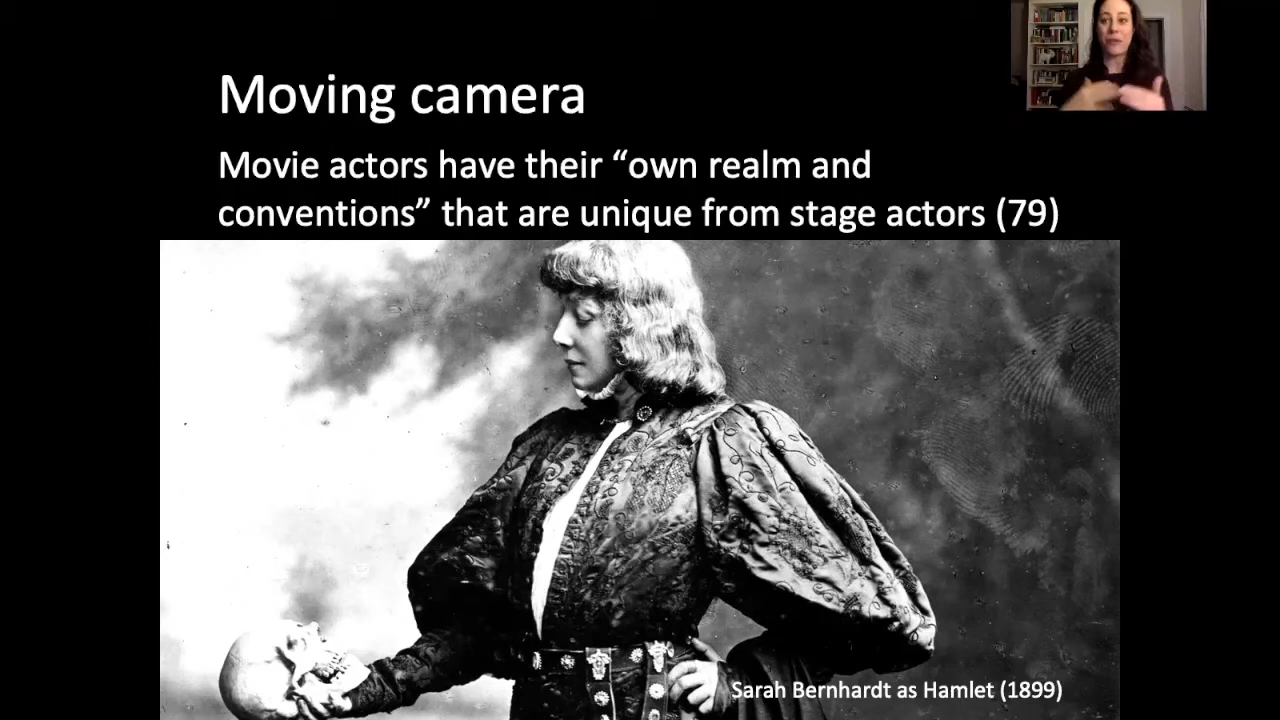 Moving camera
Movie actors have their “own realm and
conventions” that are unique from stage actors (79)
Sarah Bernhardt as Hamlet (1899)